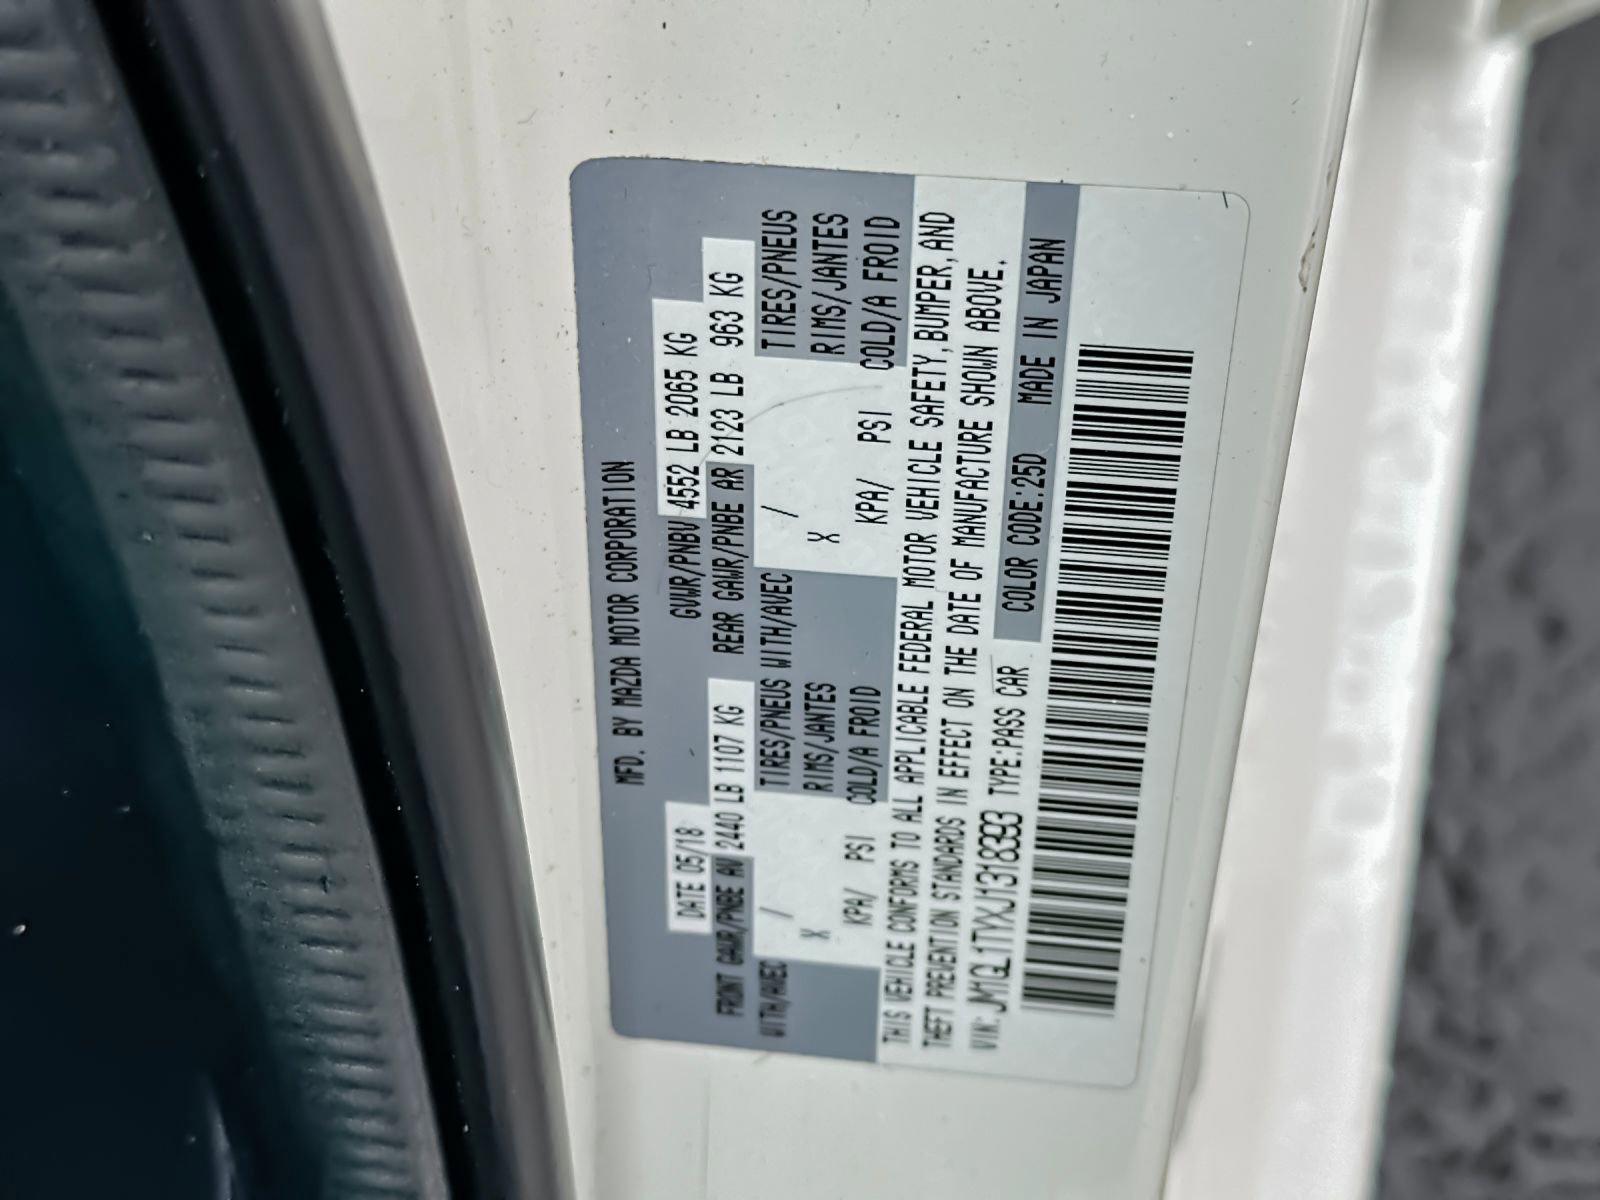 MFD. BY MAZDA MOTOR CORPORATION
DATE 05/18 GVWR/PNBV 4552 LB 2065 KG
FRONT GAWR/PNBE AV 2440 LB 1107 KG REAR GAWR/PNBE AR 2123 LB 963 KG
WITH/AVEC / TIRES/PNEUS WITH/AVEC / TIRES/PNEUS
X RIMS/JANTES X RIMS/JANTES
KPA/ PSI COLD/A FROID KPA/ PSI COLD/A FROID
THIS VEHICLE CONFORMS TO ALL APPLICABLE FEDERAL MOTOR VEHICLE SAFETY, BUMPER, AND
THEFT PREVENTION STANDARDS IN EFFECT ON THE DATE OF MANUFACTURE SHOWN ABOVE.
VIN: JM1GL1TYXJ1318393 TYPE:PASS CAR COLOR CODE:25D MADE IN JAPAN